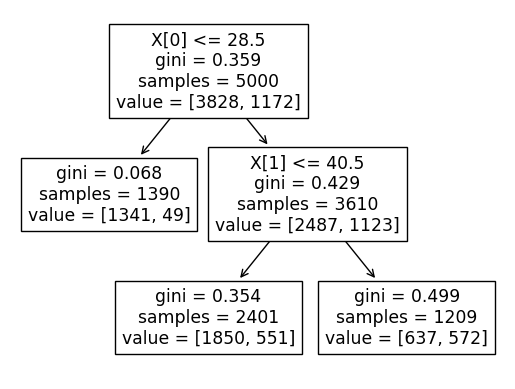 X[0] <= 28.5
gini = 0.359
samples = 5000
value = [3828, 1172]
gini = 0.068
samples = 1390
value = [1341, 49]
X[1] <= 40.5
gini = 0.429
samples = 3610
value = [2487, 1123]
gini = 0.354
samples = 2401
value = [1850, 551]
gini = 0.499
samples = 1209
value = [637, 572]